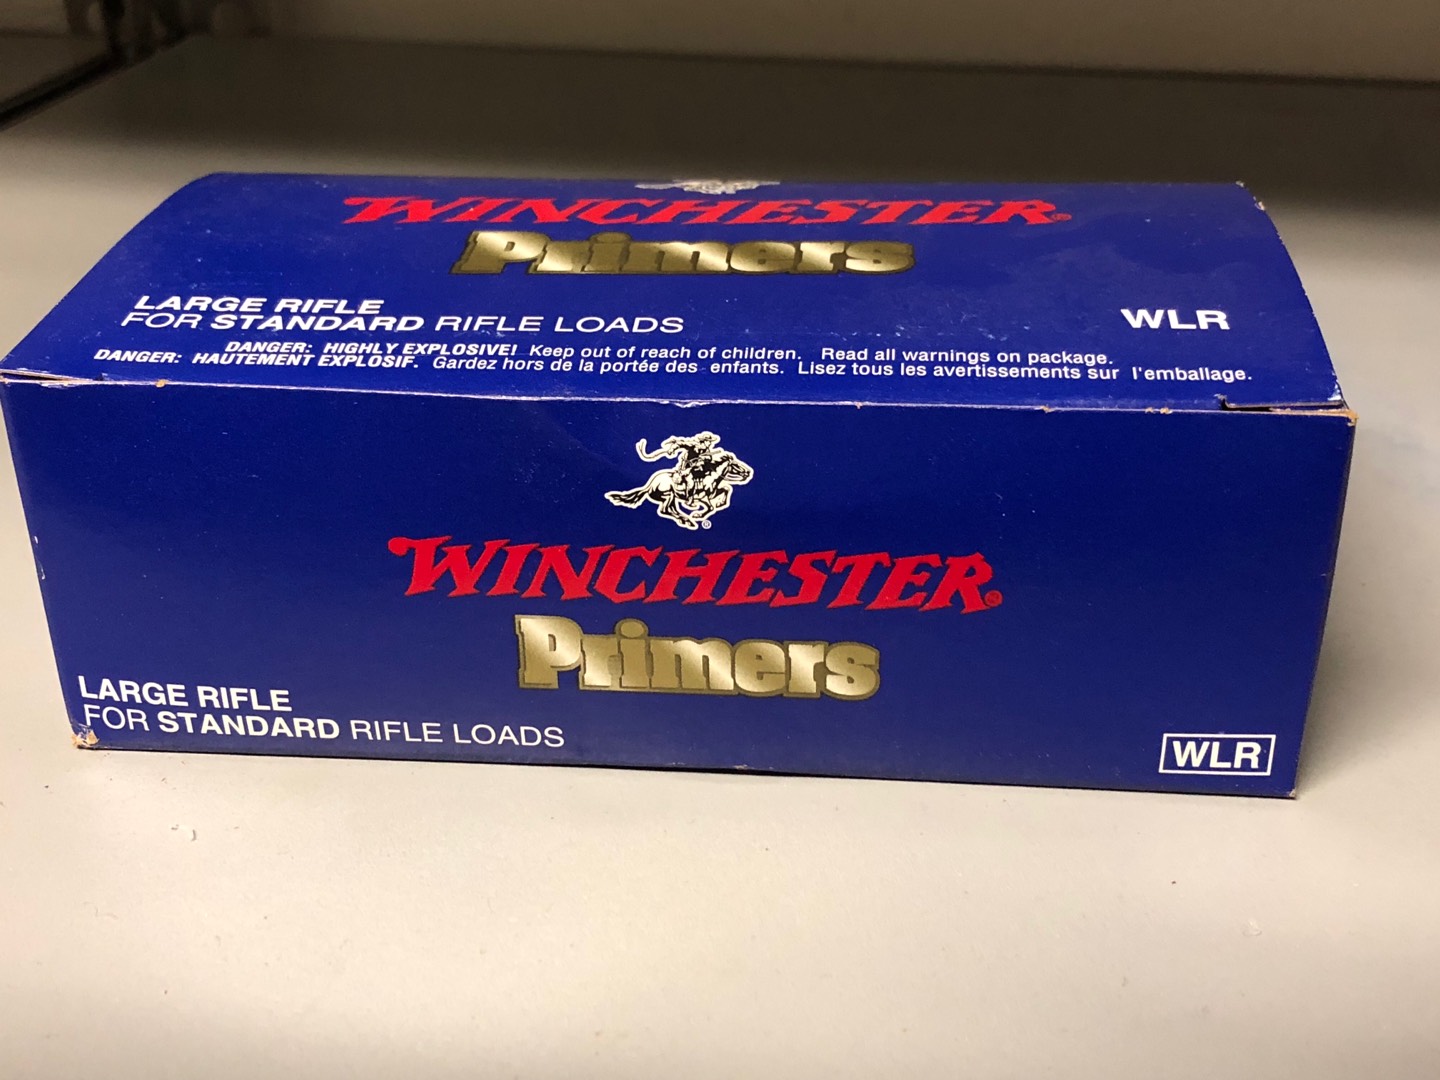 WINCHESTER®
Primers
LARGE RIFLE
FOR STANDARD RIFLE LOADS
WLR
DANGER: HIGHLY EXPLOSIVE! Keep out of reach of children. Read all warnings on package.
DANGER: HAUTEMENT EXPLOSIF. Gardez hors de la portée des enfants. Lisez tous les avertissements sur l'emballage.
®
WINCHESTER®
Primers
LARGE RIFLE
FOR STANDARD RIFLE LOADS
WLR